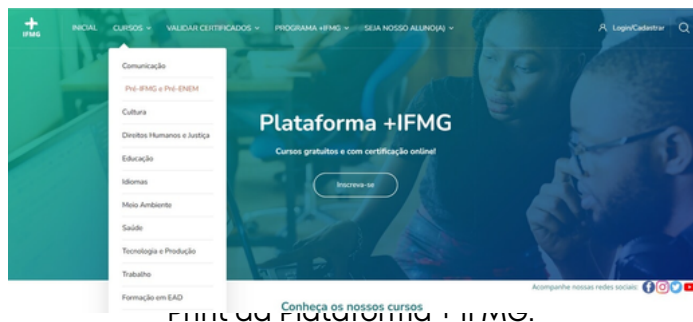 IFMG
INICIAL CURSOS VALIDAR CERTIFICADOS PROGRAMA +IFMG SEJA NOSSO ALUNO(A) Login/Cadastrar
Comunicação
Pré-IFMG e Pré-ENEM
Cultura
Direitos Humanos e Justiça
Educação
Idiomas
Meio Ambiente
Saúde
Tecnologia e Produção
Trabalho
Formação em EAD
Plataforma +IFMG
Cursos gratuitos e com certificação online!
Inscreva-se
Acompanhe nossas redes sociais:
Conheça os nossos cursos
Print da Plataforma +IFMG.